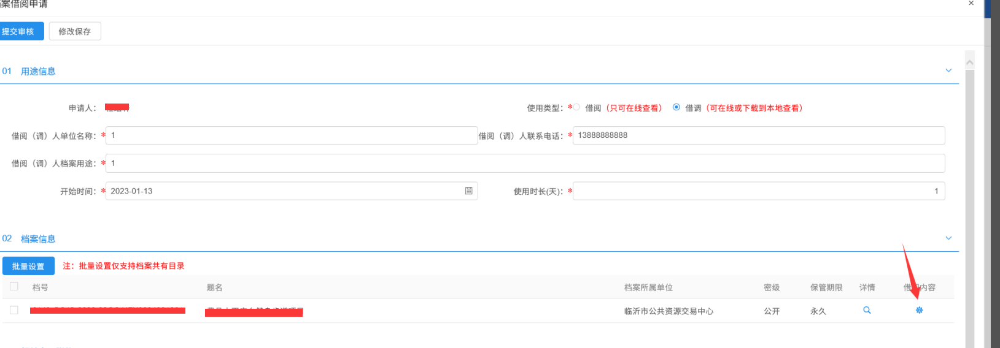 档案借阅申请
×
提交审核 修改保存
01 用途信息
申请人： 使用类型：*借阅（只可在线查看） 借调（可在线或下载到本地查看）
借阅（调）人单位名称：* 1 借阅（调）人联系电话：* 13888888888
借阅（调）人档案用途：* 1
开始时间：* 2023-01-13 使用时长(天)：* 1
02 档案信息
批量设置 注：批量设置仅支持档案共有目录
档号 题名 档案所属单位 密级 保管期限 详情 借阅内容
临沂市公共资源交易中心 公开 永久